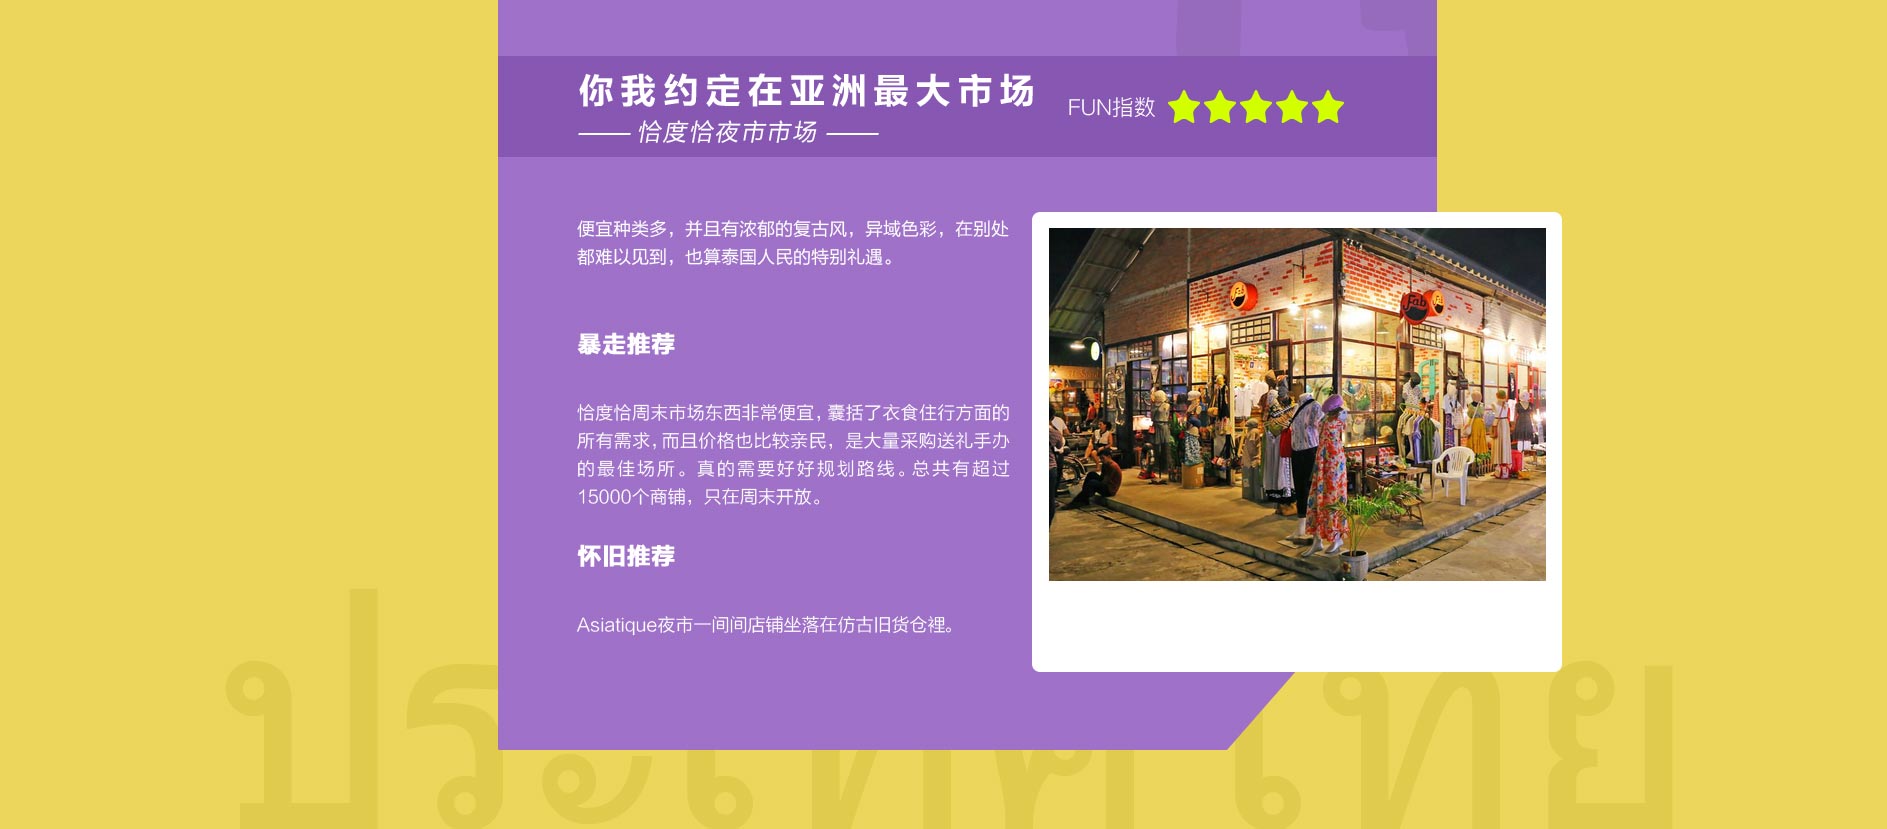 你我约定在亚洲最大市场
恰度恰夜市市场
FUN指数
便宜种类多，并且有浓郁的复古风，异域色彩，在别处
都难以见到，也算泰国人民的特别礼遇。
暴走推荐
恰度恰周末市场东西非常便宜，囊括了衣食住行方面的
所有需求，而且价格也比较亲民，是大量采购送礼手办
的最佳场所。真的需要好好规划路线。总共有超过
15000个商铺，只在周末开放。
怀旧推荐
Asiatique夜市一间间店铺坐落在仿古旧货仓裡。
Fab
ประเทศไทย